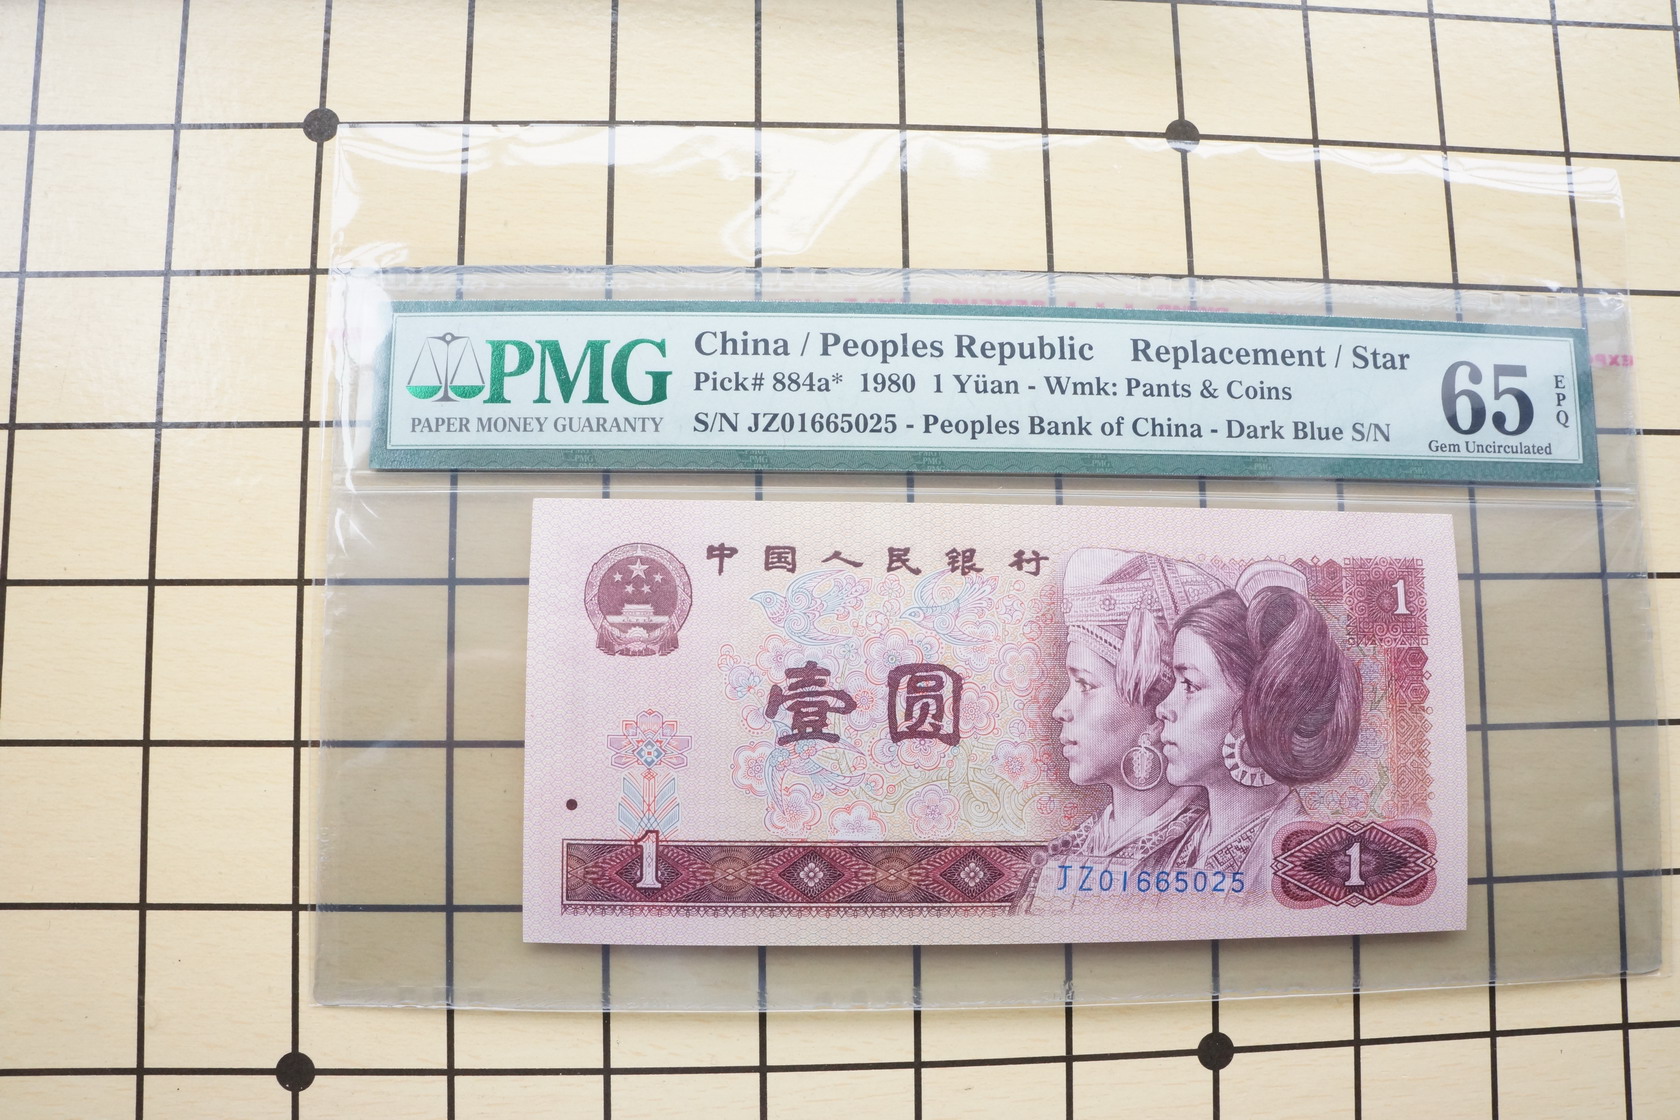 PMG
PAPER MONEY GUARANTY
China / Peoples Republic Replacement / Star
Pick# 884a* 1980 1 Yüan - Wmk: Pants & Coins
S/N JZ01665025 - Peoples Bank of China - Dark Blue S/N
65
EPQ
Gem Uncirculated
中国人民银行
1
壹圆
1
JZ01665025
1